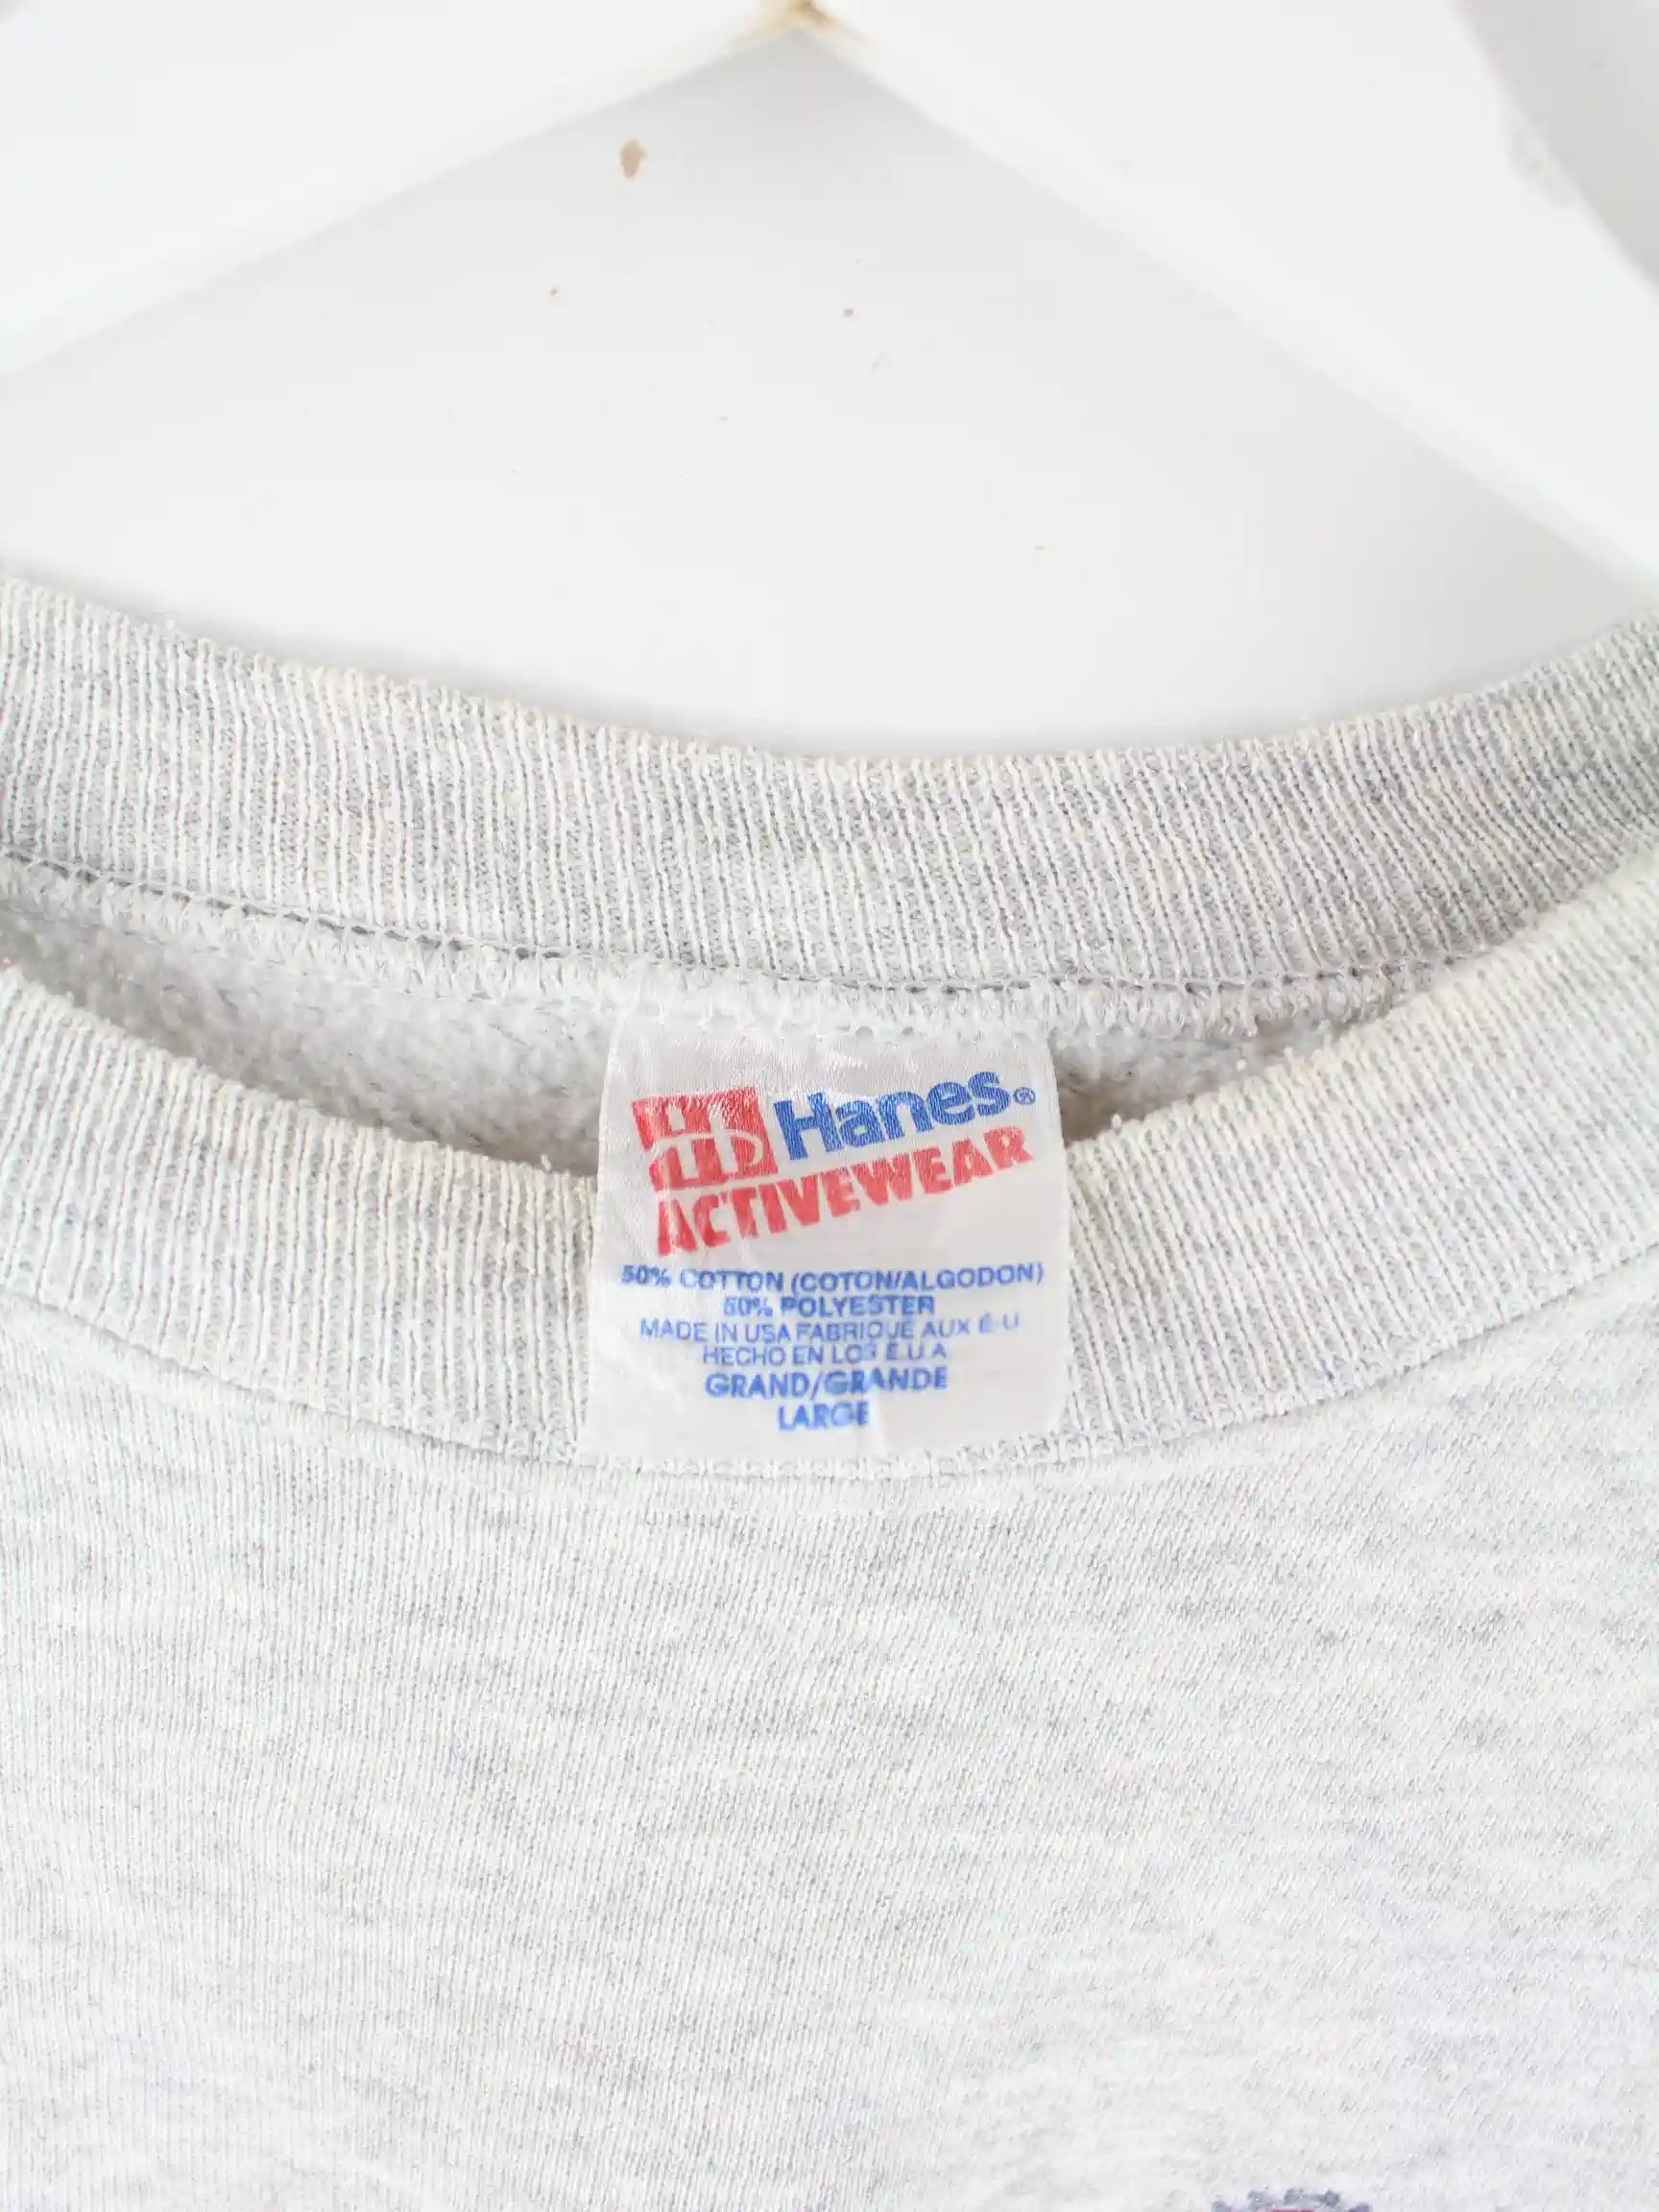 Hanes®
ACTIVEWEAR
50% COTTON (COTON/ALGODON)
50% POLYESTER
MADE IN USA FABRIQUE AUX É-U
HECHO EN LOS E.U A
GRAND/GRANDE
LARGE